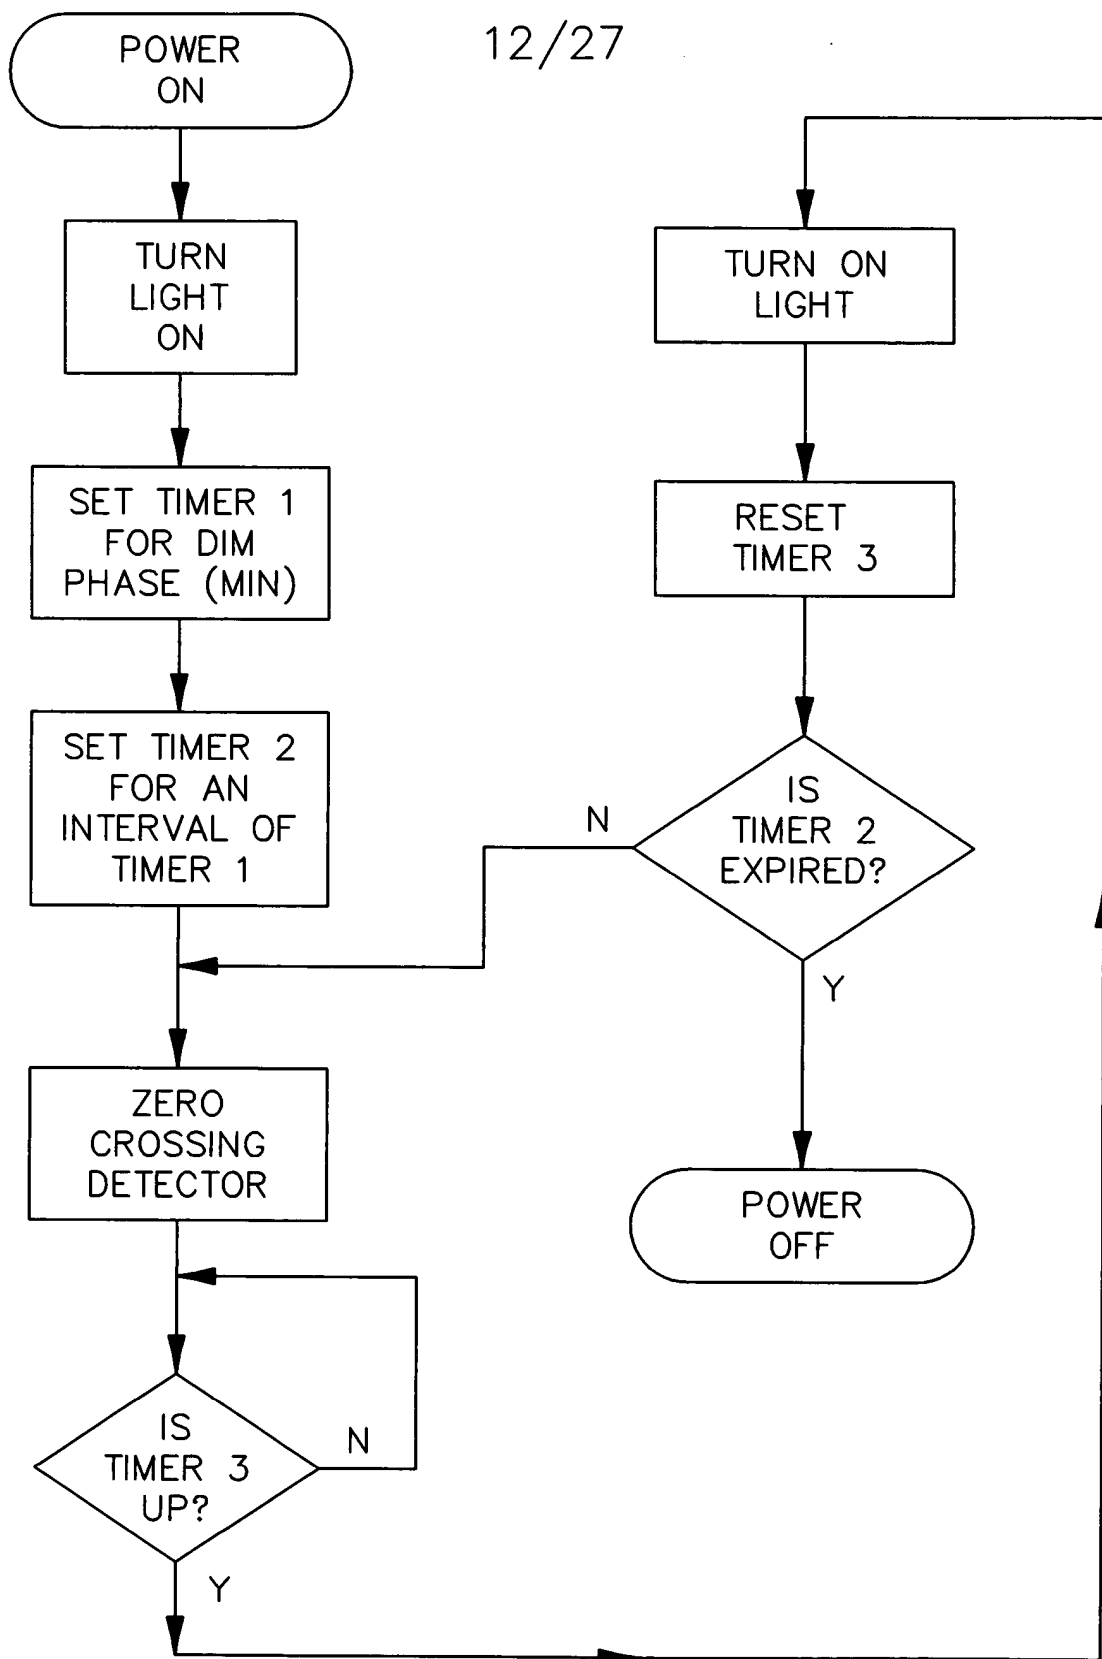 12/27
POWER
ON
TURN
LIGHT
ON
SET TIMER 1
FOR DIM
PHASE (MIN)
SET TIMER 2
FOR AN
INTERVAL OF
TIMER 1
ZERO
CROSSING
DETECTOR
IS
TIMER 3
UP?
N
Y
TURN ON
LIGHT
RESET
TIMER 3
IS
TIMER 2
EXPIRED?
N
Y
POWER
OFF